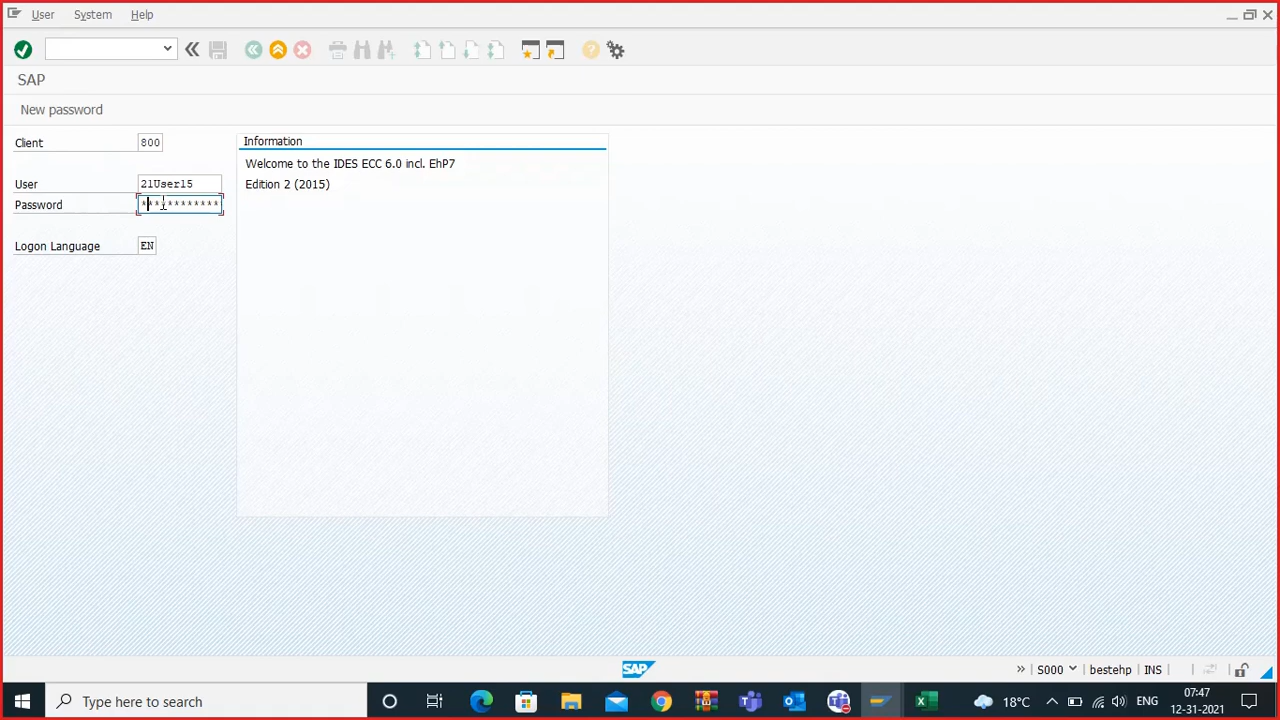 User System Help
SAP
New password
Client 800
User 21User15
Password ************
Logon Language EN
Information
Welcome to the IDES ECC 6.0 incl. EhP7
Edition 2 (2015)
SAP
S000 bestehp INS
Type here to search
18°C
ENG
07:47
12-31-2021